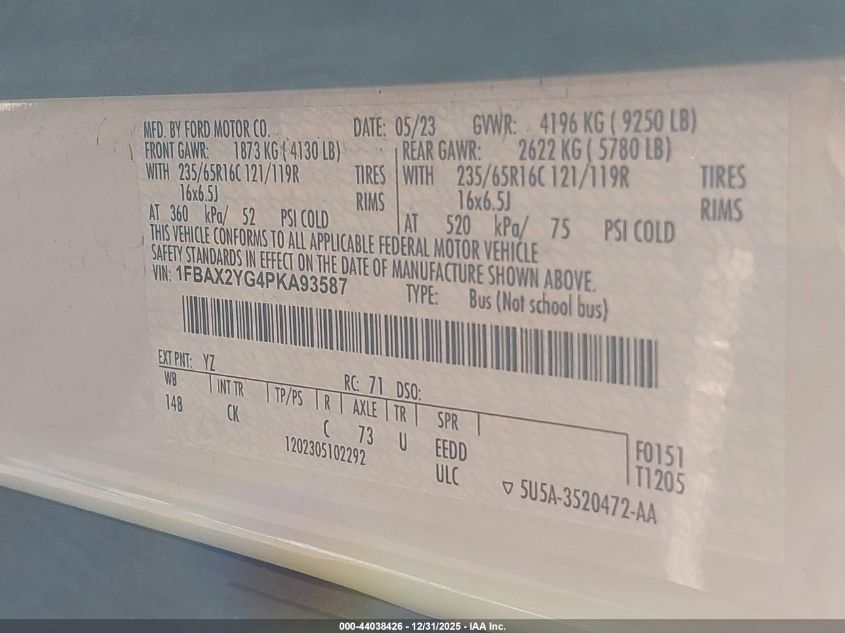 MFD. BY FORD MOTOR CO. DATE: 05/23 GVWR: 4196 KG ( 9250 LB)
FRONT GAWR: 1873 KG ( 4130 LB) REAR GAWR: 2622 KG ( 5780 LB)
WITH 235/65R16C 121/119R TIRES WITH 235/65R16C 121/119R TIRES
16x6.5J RIMS 16x6.5J RIMS
AT 360 kPa/ 52 PSI COLD AT 520 kPa/ 75 PSI COLD
THIS VEHICLE CONFORMS TO ALL APPLICABLE FEDERAL MOTOR VEHICLE
SAFETY STANDARDS IN EFFECT ON THE DATE OF MANUFACTURE SHOWN ABOVE.
VIN: 1FBAX2YG4PKA93587 TYPE: Bus (Not school bus)
EXT PNT: YZ RC: 71 DSO:
WB INT TR TP/PS R AXLE TR SPR
148 CK C 73 U EEDD F0151
1202305102292 ULC T1205
▽ 5U5A-3520472-AA
000-44038426 - 12/31/2025 - IAA Inc.